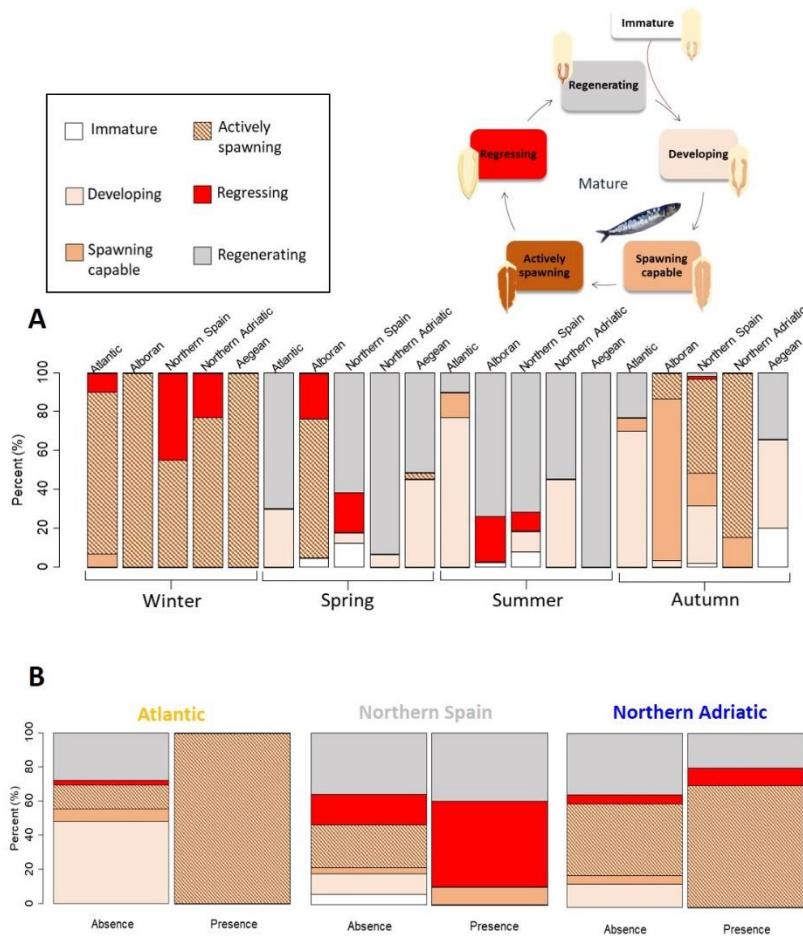 Immature
Regenerating
Regressing
Developing
Mature
Actively
spawning
Spawning
capable
Immature
Actively
spawning
Developing
Regressing
Spawning
capable
Regenerating
A
Atlantic
Alboran
Northern Spain
Northern Adriatic
Aegean
Atlantic
Alboran
Northern Spain
Northern Adriatic
Aegean
Atlantic
Alboran
Northern Spain
Northern Adriatic
Aegean
Atlantic
Alboran
Northern Spain
Northern Adriatic
Aegean
Percent (%)
100
80
60
40
20
0
Winter
Spring
Summer
Autumn
B
Atlantic
Northern Spain
Northern Adriatic
Percent (%)
100
80
60
40
20
0
Absence
Presence
Absence
Presence
Absence
Presence